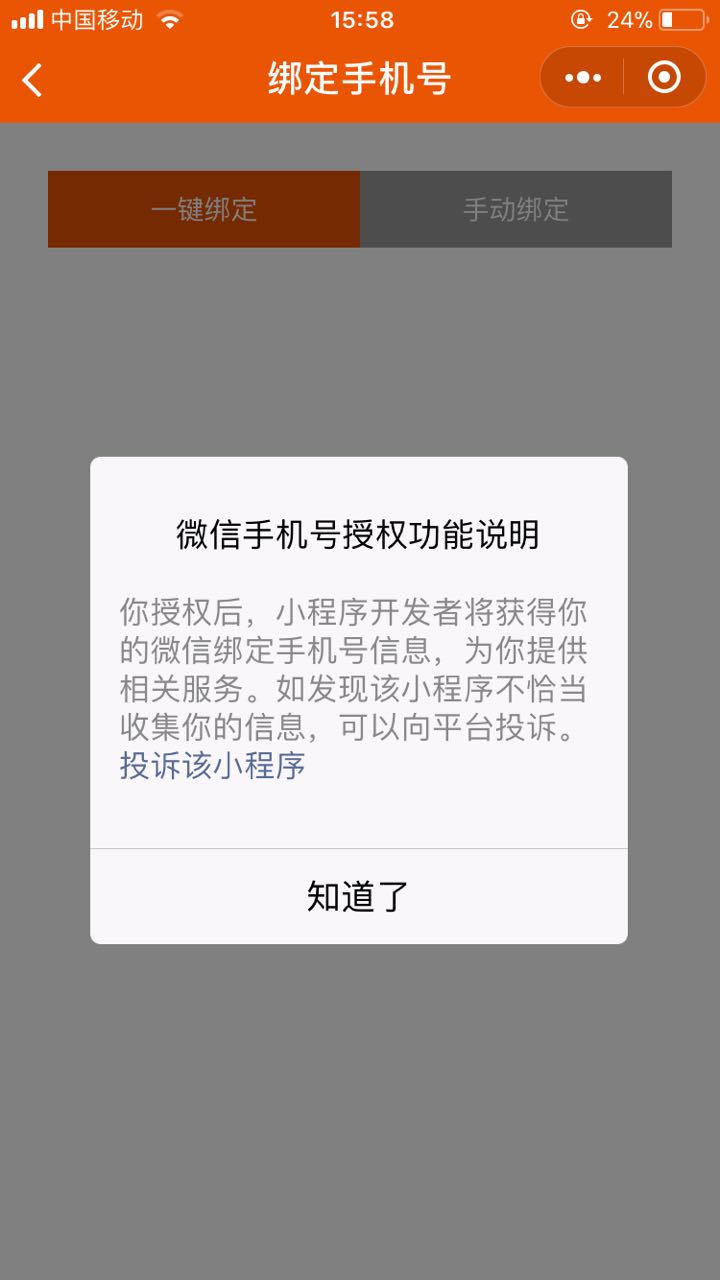 中国移动
15:58
24%
绑定手机号
一键绑定
手动绑定
微信手机号授权功能说明
你授权后，小程序开发者将获得你
的微信绑定手机号信息，为你提供
相关服务。如发现该小程序不恰当
收集你的信息，可以向平台投诉。
投诉该小程序
知道了